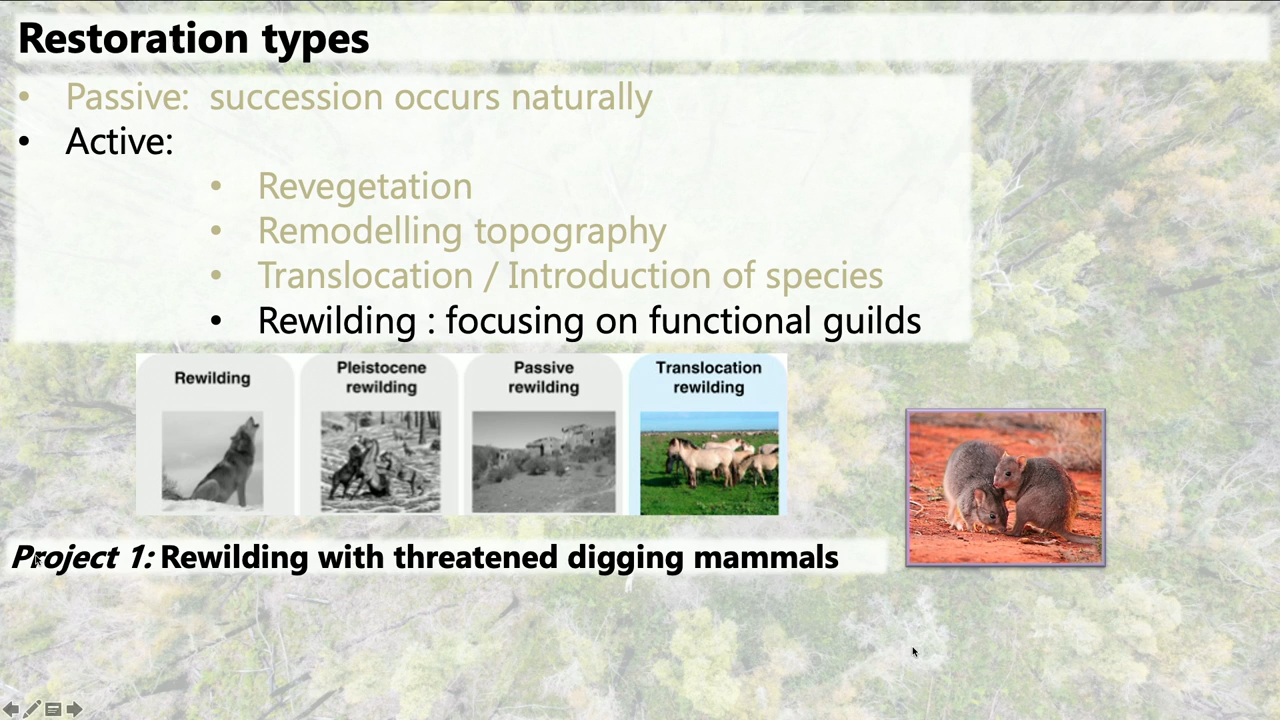 Restoration types
• Passive: succession occurs naturally
• Active:
• Revegetation
• Remodelling topography
• Translocation / Introduction of species
• Rewilding : focusing on functional guilds
Rewilding
Pleistocene
rewilding
Passive
rewilding
Translocation
rewilding
Project 1: Rewilding with threatened digging mammals